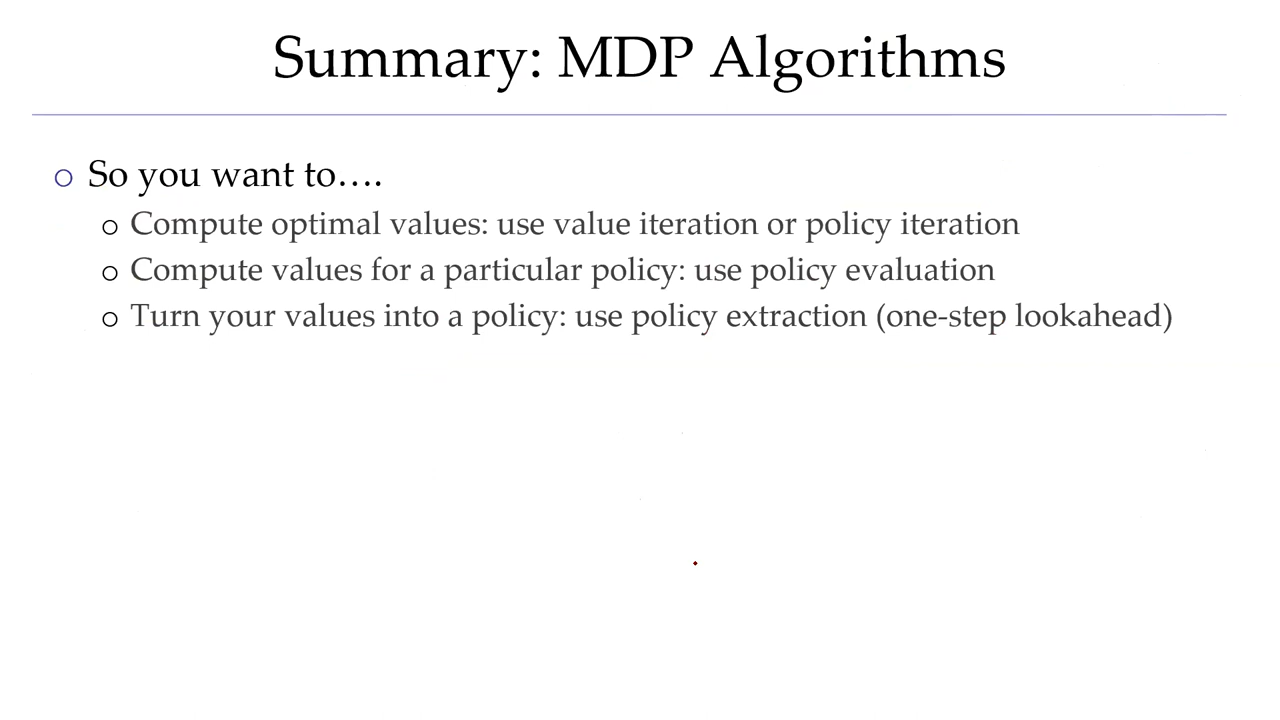 Summary: MDP Algorithms
So you want to….
Compute optimal values: use value iteration or policy iteration
Compute values for a particular policy: use policy evaluation
Turn your values into a policy: use policy extraction (one-step lookahead)